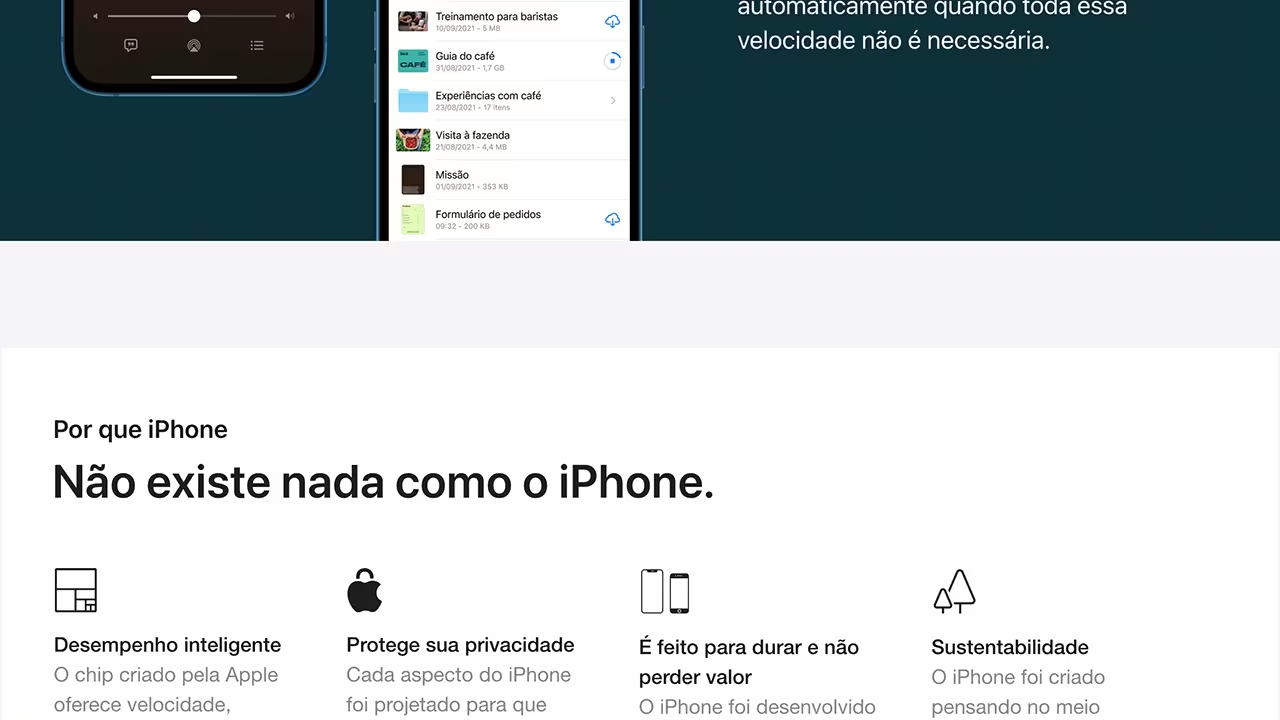 automaticamente quando toda essa
velocidade não é necessária.
Treinamento para baristas
10/09/2021 - 5 MB
Guia do café
31/08/2021 - 1,7 GB
CAFÉ
Experiências com café
23/08/2021 - 17 itens
Visita à fazenda
21/08/2021 - 4,4 MB
Missão
01/09/2021 - 353 KB
Formulário de pedidos
09:32 - 200 KB
Por que iPhone
Não existe nada como o iPhone.
Desempenho inteligente
O chip criado pela Apple
oferece velocidade,
Protege sua privacidade
Cada aspecto do iPhone
foi projetado para que
É feito para durar e não
perder valor
O iPhone foi desenvolvido
Sustentabilidade
O iPhone foi criado
pensando no meio